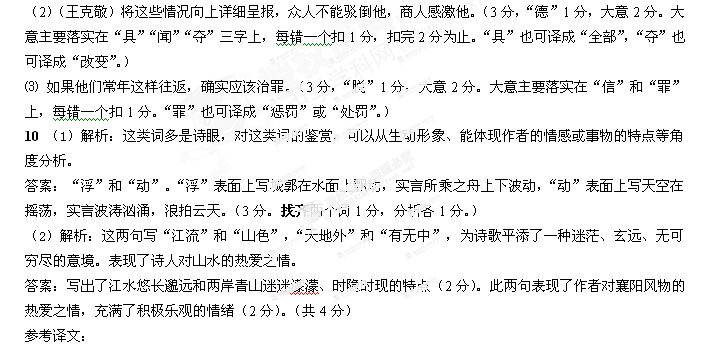 （2）（王克敬）将这些情况向上详细呈报，众人不能驳倒他，商人感激他。（3分，“德”1分，大意2分。大
意主要落实在“具”“闻”“夺”三字上，每错一个扣1分，扣完2分为止。“具”也可译成“全部”，“夺”也
可译成“改变”。）
⑶ 如果他们常年这样往返，确实应该治罪。（3分，“脱”1分，大意2分。大意主要落实在“信”和“罪”
上，每错一个扣1分。“罪”也可译成“惩罚”或“处罚”。）
10 （1）解析：这类词多是诗眼，对这类词的鉴赏，可以从生动形象、能体现作者的情感或事物的特点等角
度分析。
答案：“浮”和“动”。“浮”表面上写城郭在水面上漂动，实言所乘之舟上下波动，“动”表面上写天空在
摇荡，实言波涛汹涌，浪拍云天。（3分。找齐两个词1分，分析各1分。）
（2）解析：这两句写“江流”和“山色”，“天地外”和“有无中”，为诗歌平添了一种迷茫、玄远、无可
穷尽的意境。表现了诗人对山水的热爱之情。
答案：写出了江水悠长邈远和两岸青山迷迷濛濛、时隐时现的特点（2分）。此两句表现了作者对襄阳风物的
热爱之情，充满了积极乐观的情绪（2分）。（共4分）
参考译文：